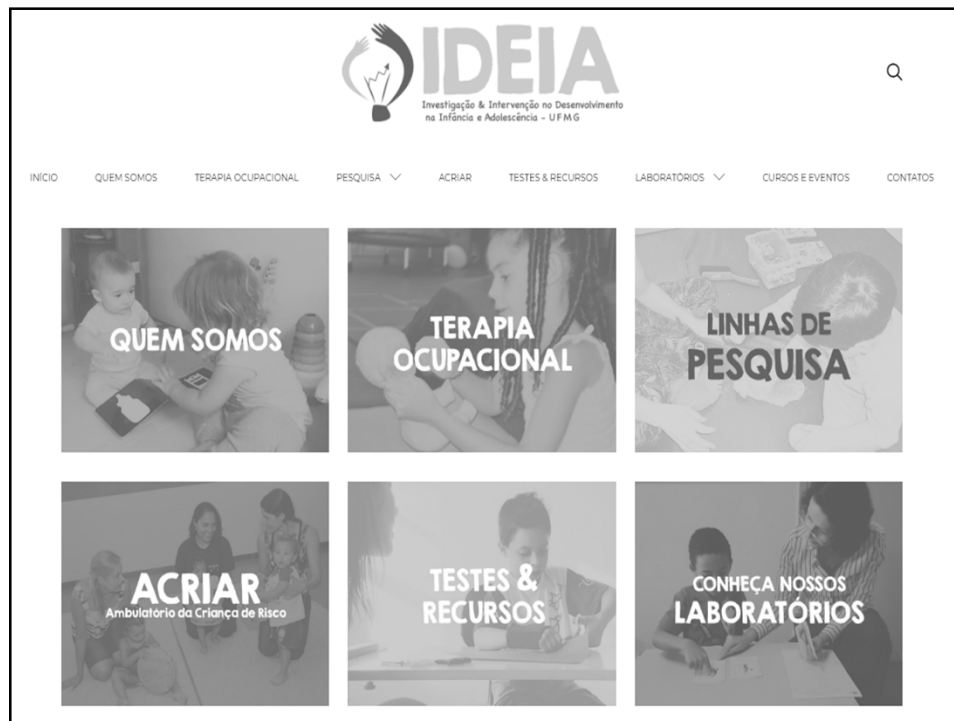 IDEIA
Investigação & Intervenção no Desenvolvimento
na Infância e Adolescência - UFMG
INÍCIO QUEM SOMOS TERAPIA OCUPACIONAL PESQUISA ACRIAR TESTES & RECURSOS LABORATÓRIOS CURSOS E EVENTOS CONTATOS
QUEM SOMOS
TERAPIA
OCUPACIONAL
LINHAS DE
PESQUISA
ACRIAR
Ambulatório da Criança de Risco
TESTES &
RECURSOS
CONHEÇA NOSSOS
LABORATÓRIOS